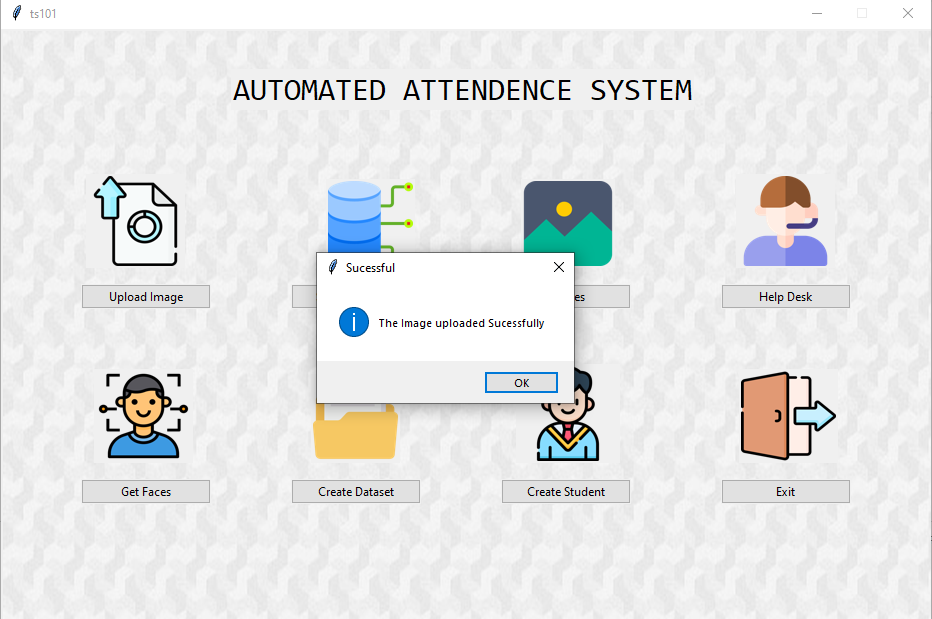 ts101
AUTOMATED ATTENDENCE SYSTEM
Sucessful
The Image uploaded Sucessfully
OK
Upload Image
Help Desk
Get Faces
Create Dataset
Create Student
Exit